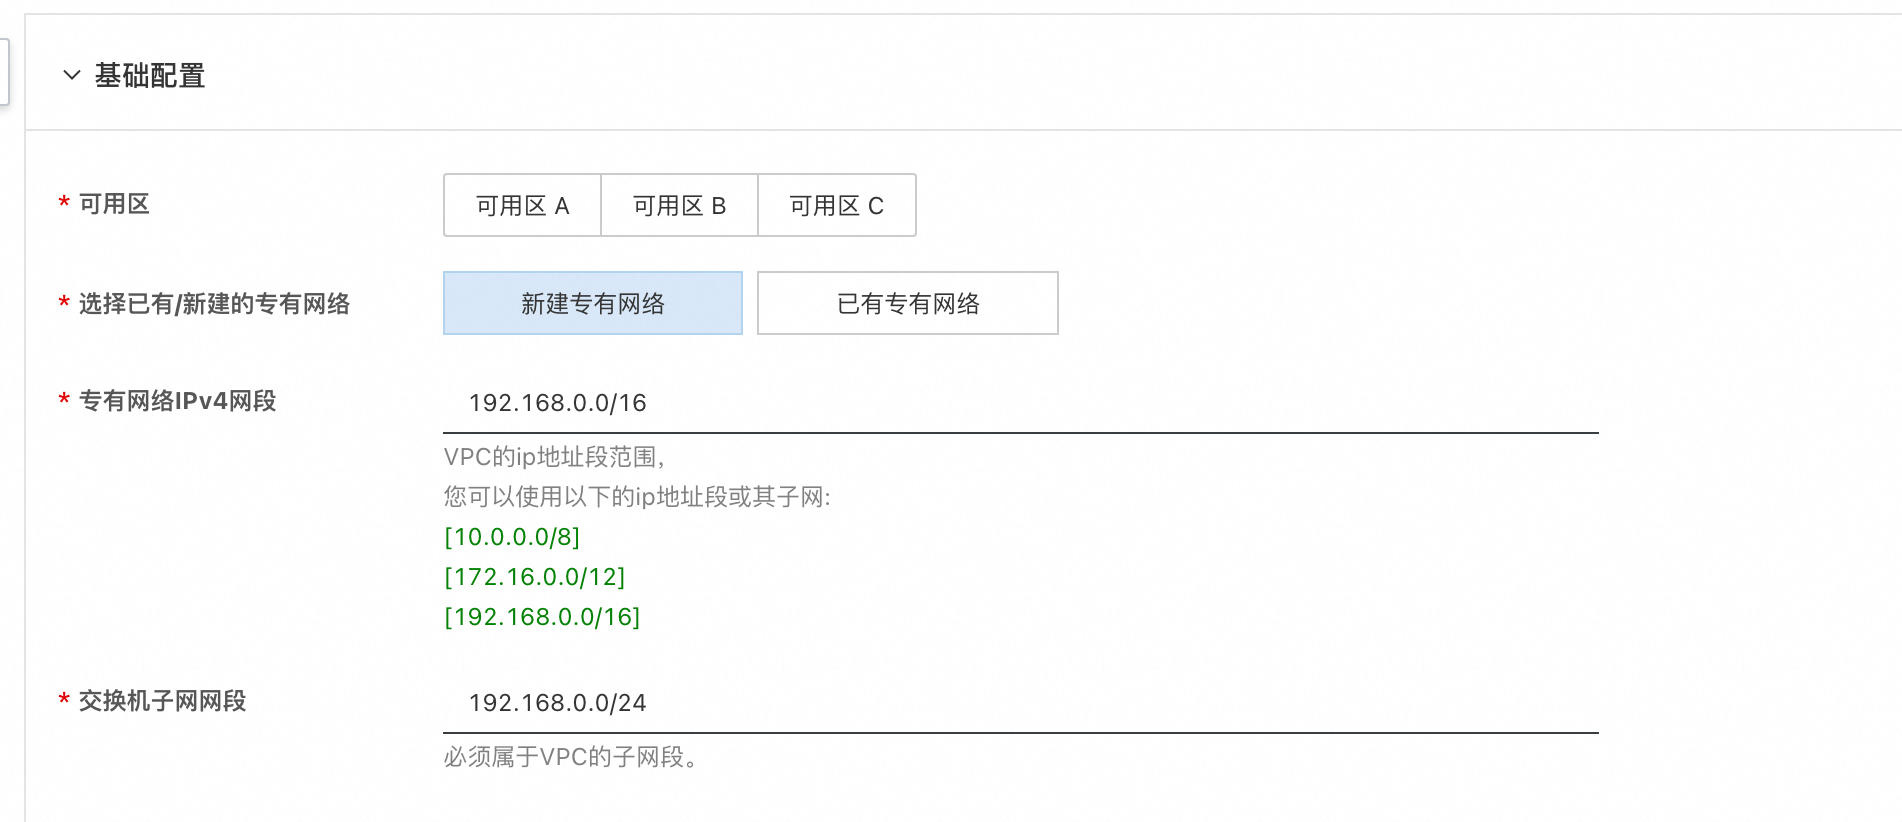 基础配置
* 可用区
可用区 A 可用区 B 可用区 C
* 选择已有/新建的专有网络
新建专有网络 已有专有网络
* 专有网络IPv4网段
192.168.0.0/16
VPC的ip地址段范围，
您可以使用以下的ip地址段或其子网:
[10.0.0.0/8]
[172.16.0.0/12]
[192.168.0.0/16]
* 交换机子网网段
192.168.0.0/24
必须属于VPC的子网段。